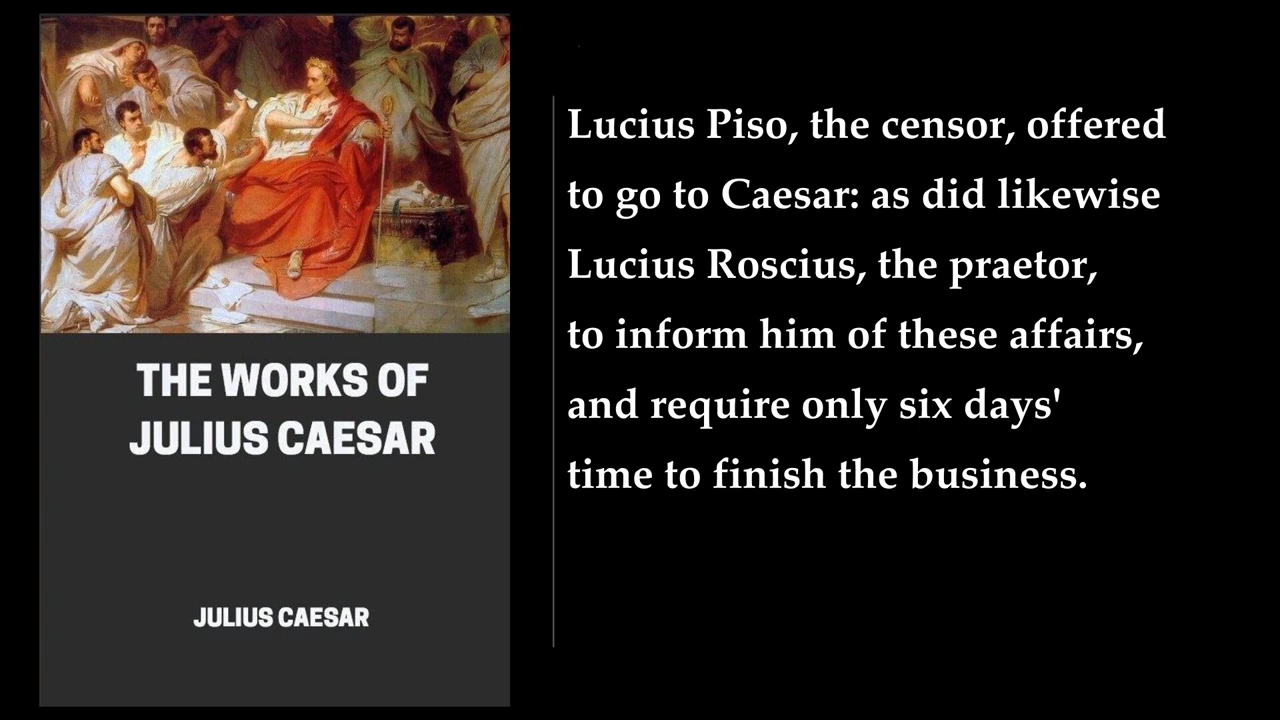 THE WORKS OF
JULIUS CAESAR
JULIUS CAESAR
Lucius Piso, the censor, offered
to go to Caesar: as did likewise
Lucius Roscius, the praetor,
to inform him of these affairs,
and require only six days'
time to finish the business.